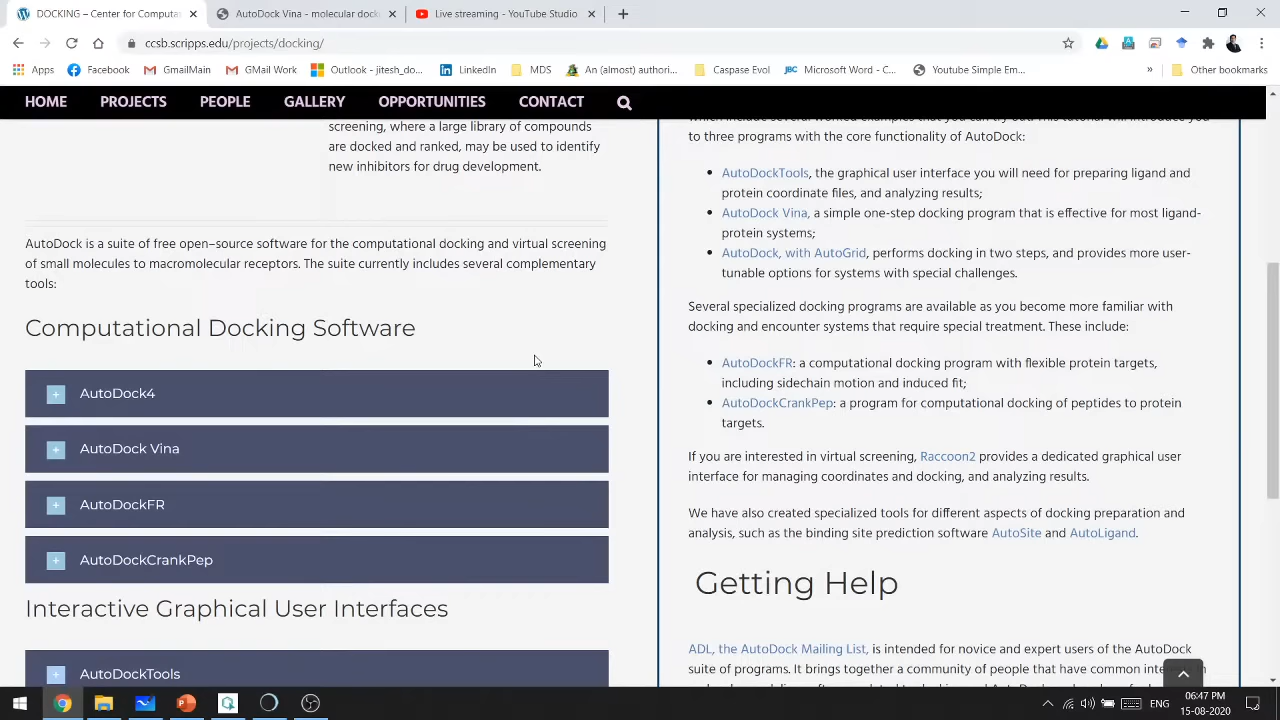 DOCKING – Center for Computa
AutoDock Vina - molecular dock
Live streaming - YouTube Studio
ccsb.scripps.edu/projects/docking/
Apps
Facebook
GmailMain
GMail Work
Outlook - jitesh_do...
LinkedIn
MDS
An (almost) authori...
Caspase Evol
JBC
Microsoft Word - C...
Youtube Simple Em...
»
Other bookmarks
HOME
PROJECTS
PEOPLE
GALLERY
OPPORTUNITIES
CONTACT
screening, where a large library of compounds
are docked and ranked, may be used to identify
new inhibitors for drug development.
AutoDock is a suite of free open–source software for the computational docking and virtual screening
of small molecules to macromolecular receptors. The suite currently includes several complementary
tools:
Computational Docking Software
+ AutoDock4
+ AutoDock Vina
+ AutoDockFR
+ AutoDockCrankPep
Interactive Graphical User Interfaces
+ AutoDockTools
to three programs with the core functionality of AutoDock:
• AutoDockTools, the graphical user interface you will need for preparing ligand and
protein coordinate files, and analyzing results;
• AutoDock Vina, a simple one-step docking program that is effective for most ligand-
protein systems;
• AutoDock, with AutoGrid, performs docking in two steps, and provides more user-
tunable options for systems with special challenges.
Several specialized docking programs are available as you become more familiar with
docking and encounter systems that require special treatment. These include:
• AutoDockFR: a computational docking program with flexible protein targets,
including sidechain motion and induced fit;
• AutoDockCrankPep: a program for computational docking of peptides to protein
targets.
If you are interested in virtual screening, Raccoon2 provides a dedicated graphical user
interface for managing coordinates and docking, and analyzing results.
We have also created specialized tools for different aspects of docking preparation and
analysis, such as the binding site prediction software AutoSite and AutoLigand.
Getting Help
ADL, the AutoDock Mailing List, is intended for novice and expert users of the AutoDock
suite of programs. It brings together a community of people that have common
ENG
06:47 PM
15-08-2020